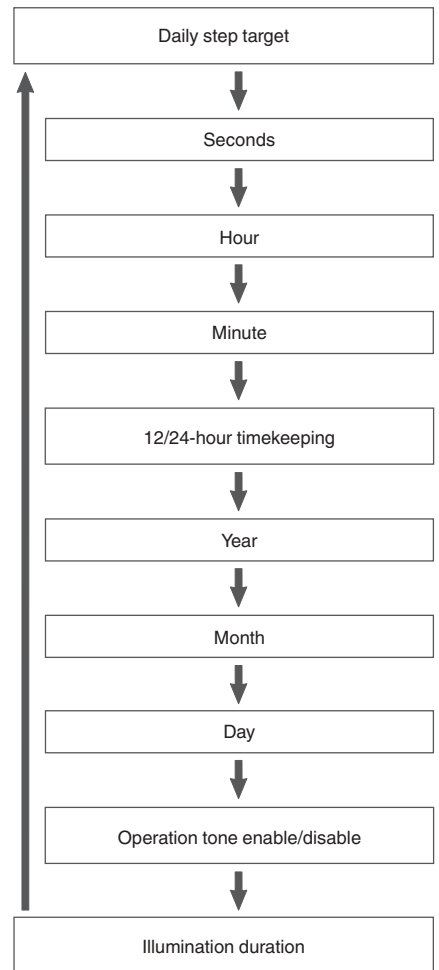 Daily step target
Seconds
Hour
Minute
12/24-hour timekeeping
Year
Month
Day
Operation tone enable/disable
Illumination duration